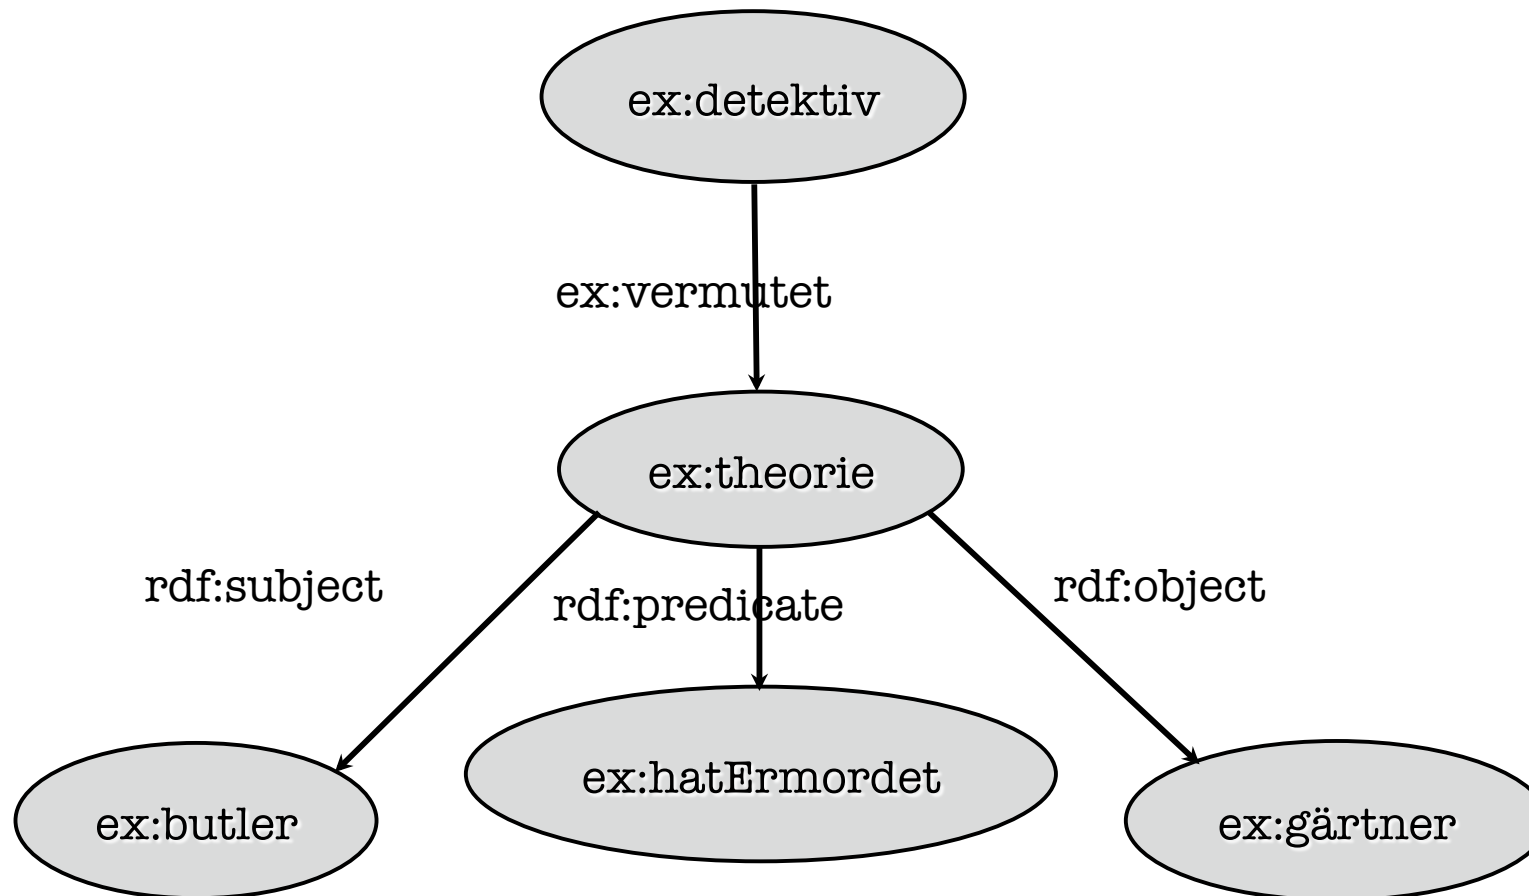 ex:detektiv
ex:vermutet
ex:theorie
rdf:subject
rdf:predicate
rdf:object
ex:butler
ex:hatErmordet
ex:gärtner